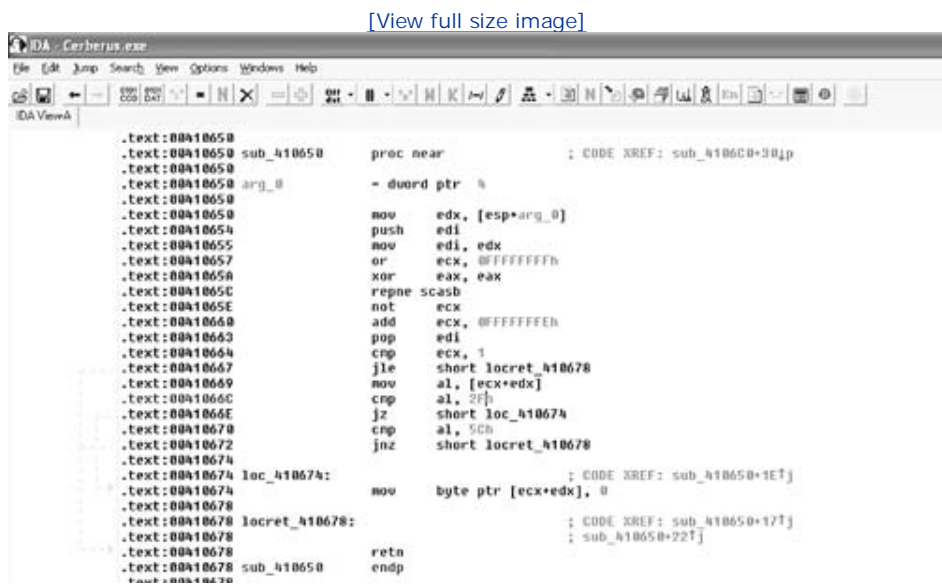 [View full size image]
IDA - Cerberus.exe
File Edit Jump Search View Options Windows Help
IDA View-A
.text:00410650
.text:00410650 sub_410650 proc near ; CODE XREF: sub_4106C0+30↓p
.text:00410650
.text:00410650 arg_0 = dword ptr 4
.text:00410650
.text:00410650 mov edx, [esp+arg_0]
.text:00410654 push edi
.text:00410655 mov edi, edx
.text:00410657 or ecx, 0FFFFFFFFh
.text:0041065A xor eax, eax
.text:0041065C repne scasb
.text:0041065E not ecx
.text:00410660 add ecx, 0FFFFFFFEh
.text:00410663 pop edi
.text:00410664 cmp ecx, 1
.text:00410667 jle short locret_410678
.text:00410669 mov al, [ecx+edx]
.text:0041066C cmp al, 2Fh
.text:0041066E jz short loc_410674
.text:00410670 cmp al, 5Ch
.text:00410672 jnz short locret_410678
.text:00410674
.text:00410674 loc_410674: ; CODE XREF: sub_410650+1E↑j
.text:00410674 mov byte ptr [ecx+edx], 0
.text:00410678
.text:00410678 locret_410678: ; CODE XREF: sub_410650+17↑j
.text:00410678 ; sub_410650+22↑j
.text:00410678 retn
.text:00410678 sub_410650 endp
.text:00410678